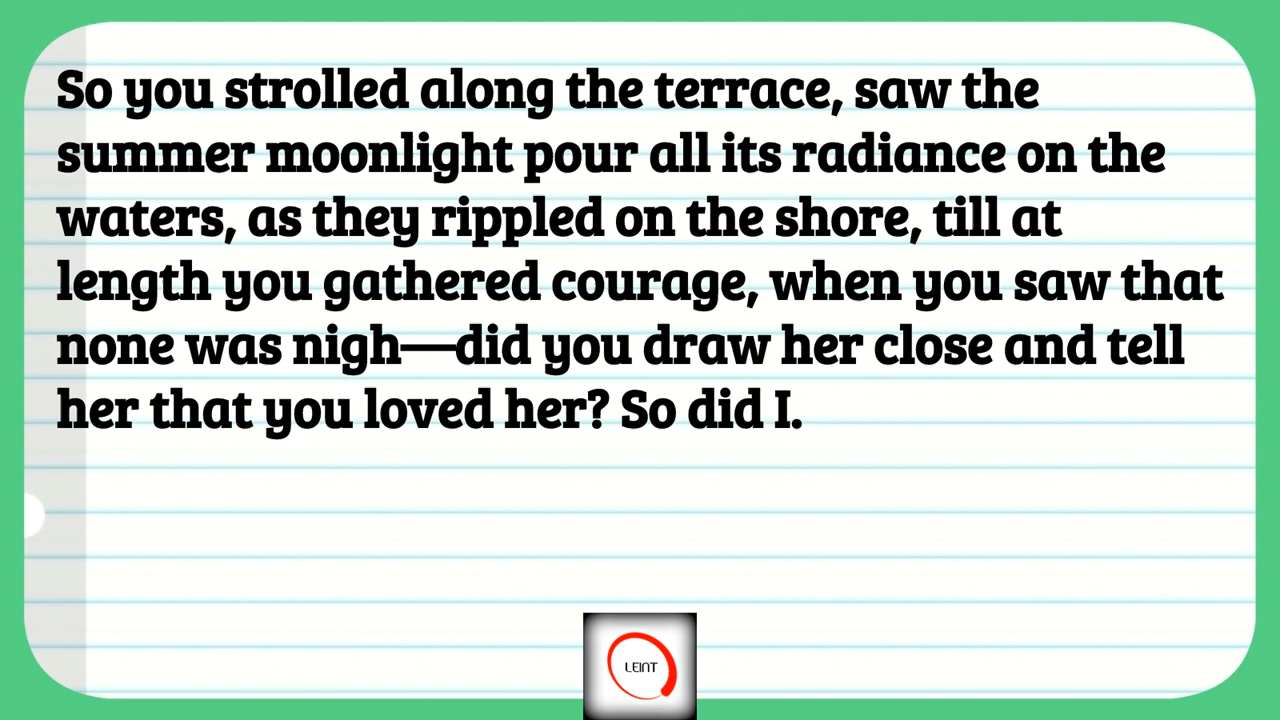 So you strolled along the terrace, saw the
summer moonlight pour all its radiance on the
waters, as they rippled on the shore, till at
length you gathered courage, when you saw that
none was nigh—did you draw her close and tell
her that you loved her? So did I.
LEINT